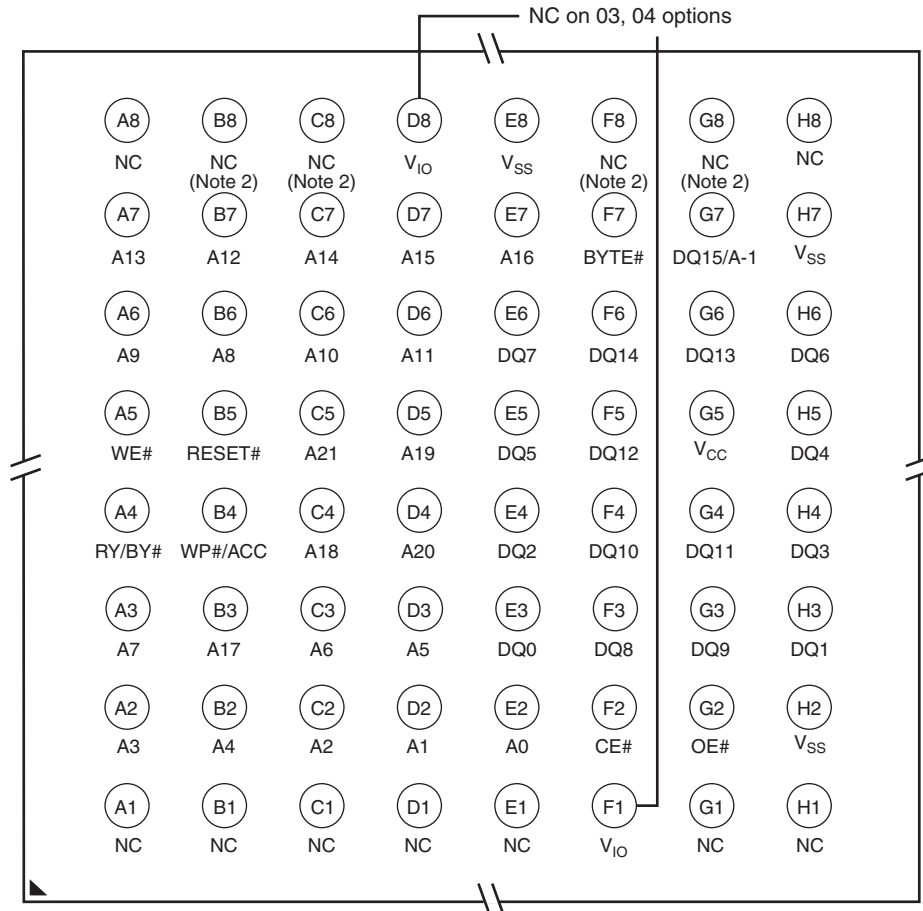 NC on 03, 04 options
A8 B8 C8 D8 E8 F8 G8 H8
NC NC NC VIO VSS NC NC NC
(Note 2) (Note 2) (Note 2) (Note 2)
A7 B7 C7 D7 E7 F7 G7 H7
A13 A12 A14 A15 A16 BYTE# DQ15/A-1 VSS
A6 B6 C6 D6 E6 F6 G6 H6
A9 A8 A10 A11 DQ7 DQ14 DQ13 DQ6
A5 B5 C5 D5 E5 F5 G5 H5
WE# RESET# A21 A19 DQ5 DQ12 VCC DQ4
A4 B4 C4 D4 E4 F4 G4 H4
RY/BY# WP#/ACC A18 A20 DQ2 DQ10 DQ11 DQ3
A3 B3 C3 D3 E3 F3 G3 H3
A7 A17 A6 A5 DQ0 DQ8 DQ9 DQ1
A2 B2 C2 D2 E2 F2 G2 H2
A3 A4 A2 A1 A0 CE# OE# VSS
A1 B1 C1 D1 E1 F1 G1 H1
NC NC NC NC NC VIO NC NC